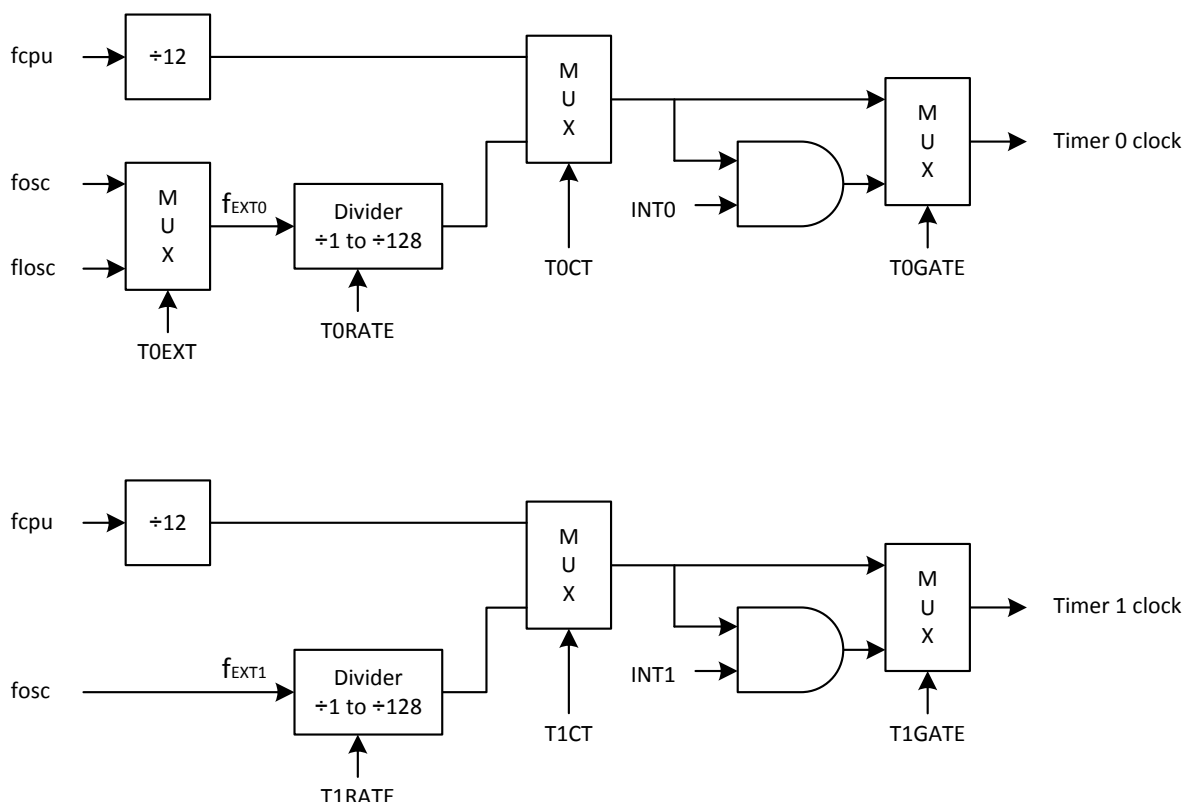 fcpu
÷12
M
U
X
M
U
X
Timer 0 clock
fosc
M
U
X
fEXT0
Divider
÷1 to ÷128
INT0
flosc
T0CT
T0GATE
T0RATE
T0EXT
fcpu
÷12
M
U
X
M
U
X
Timer 1 clock
fosc
fEXT1
Divider
÷1 to ÷128
INT1
T1CT
T1GATE
T1RATE